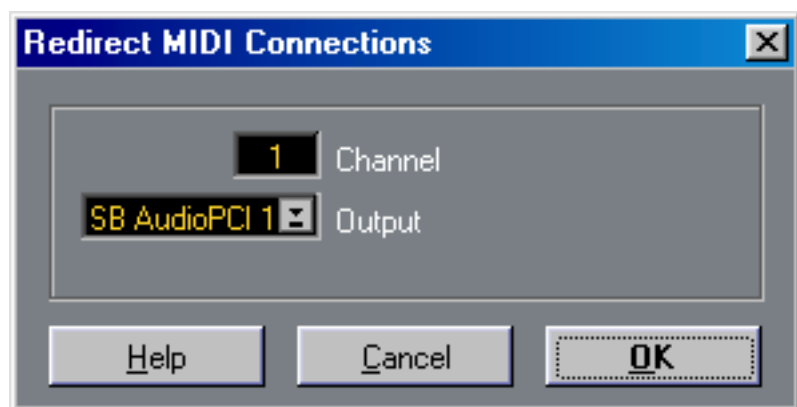 Redirect MIDI Connections
1 Channel
SB AudioPCI 1 Output
Help Cancel OK